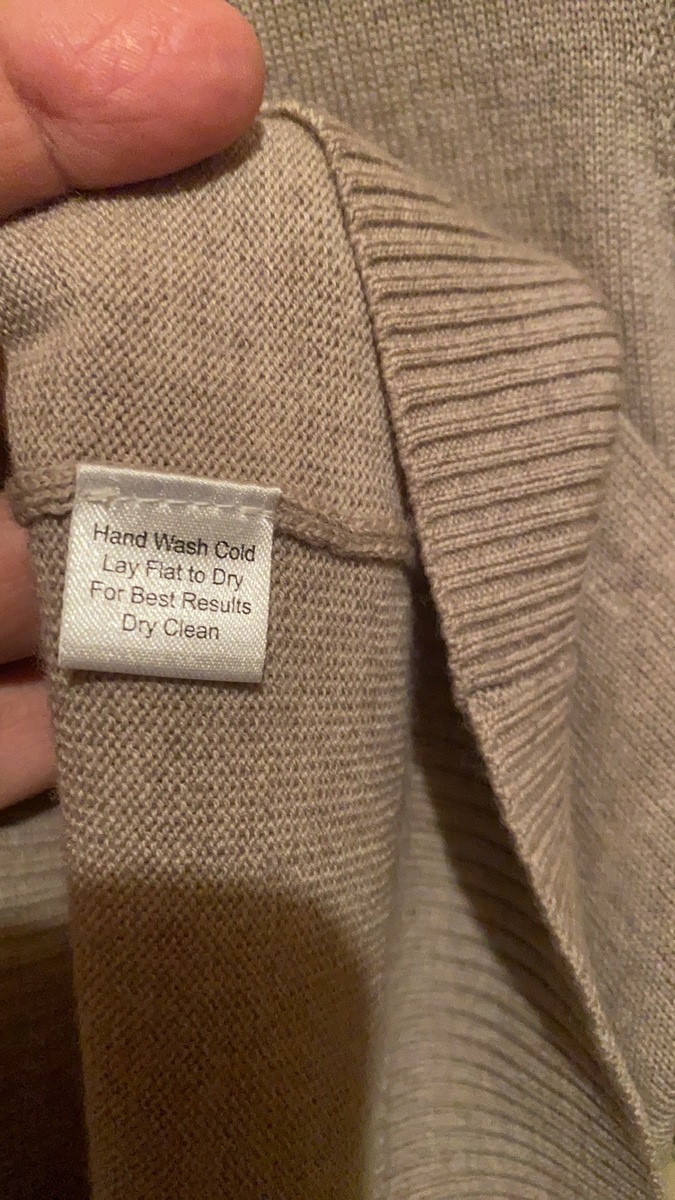 Hand Wash Cold
Lay Flat to Dry
For Best Results
Dry Clean